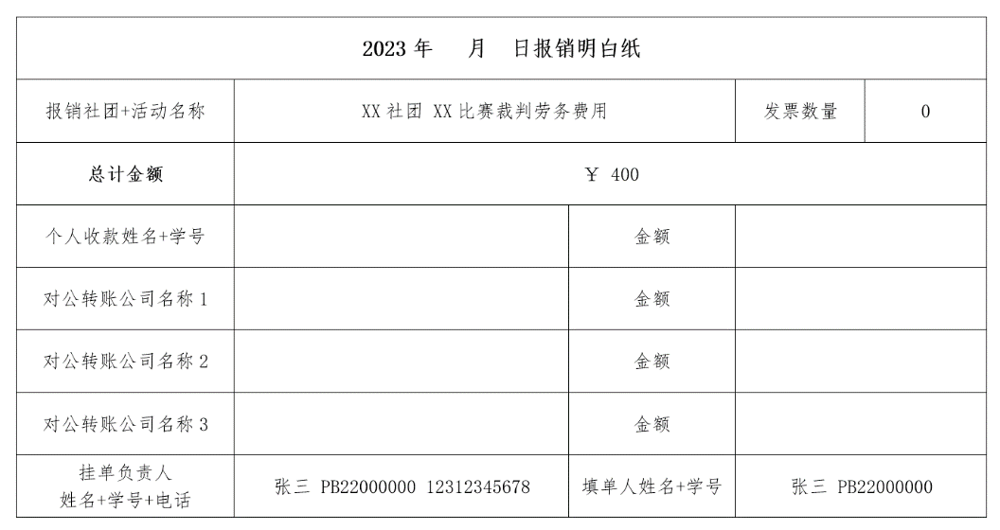 2023 年 月 日报销明白纸
报销社团+活动名称 XX 社团 XX 比赛裁判劳务费用 发票数量 0
总计金额 ￥ 400
个人收款姓名+学号 金额
对公转账公司名称 1 金额
对公转账公司名称 2 金额
对公转账公司名称 3 金额
挂单负责人
姓名+学号+电话 张三 PB22000000 12312345678 填单人姓名+学号 张三 PB22000000